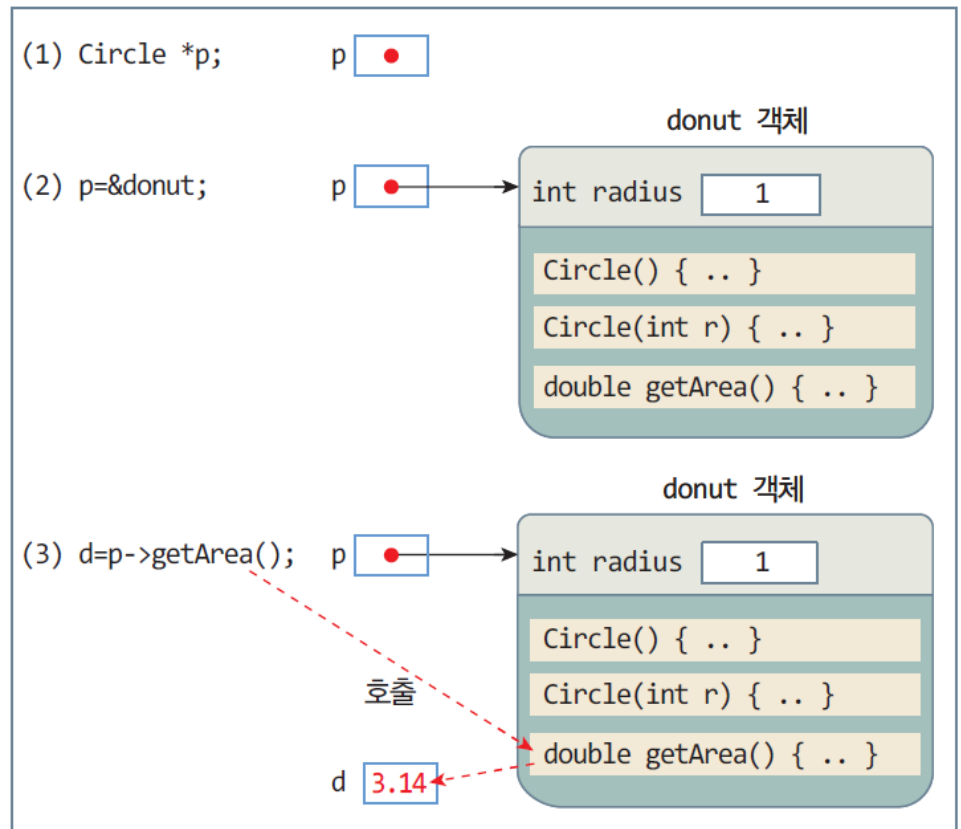 (1) Circle *p; p
donut 객체
(2) p=&donut; p
int radius 1
Circle() { .. }
Circle(int r) { .. }
double getArea() { .. }
donut 객체
(3) d=p->getArea(); p
int radius 1
Circle() { .. }
Circle(int r) { .. }
호출
double getArea() { .. }
d 3.14